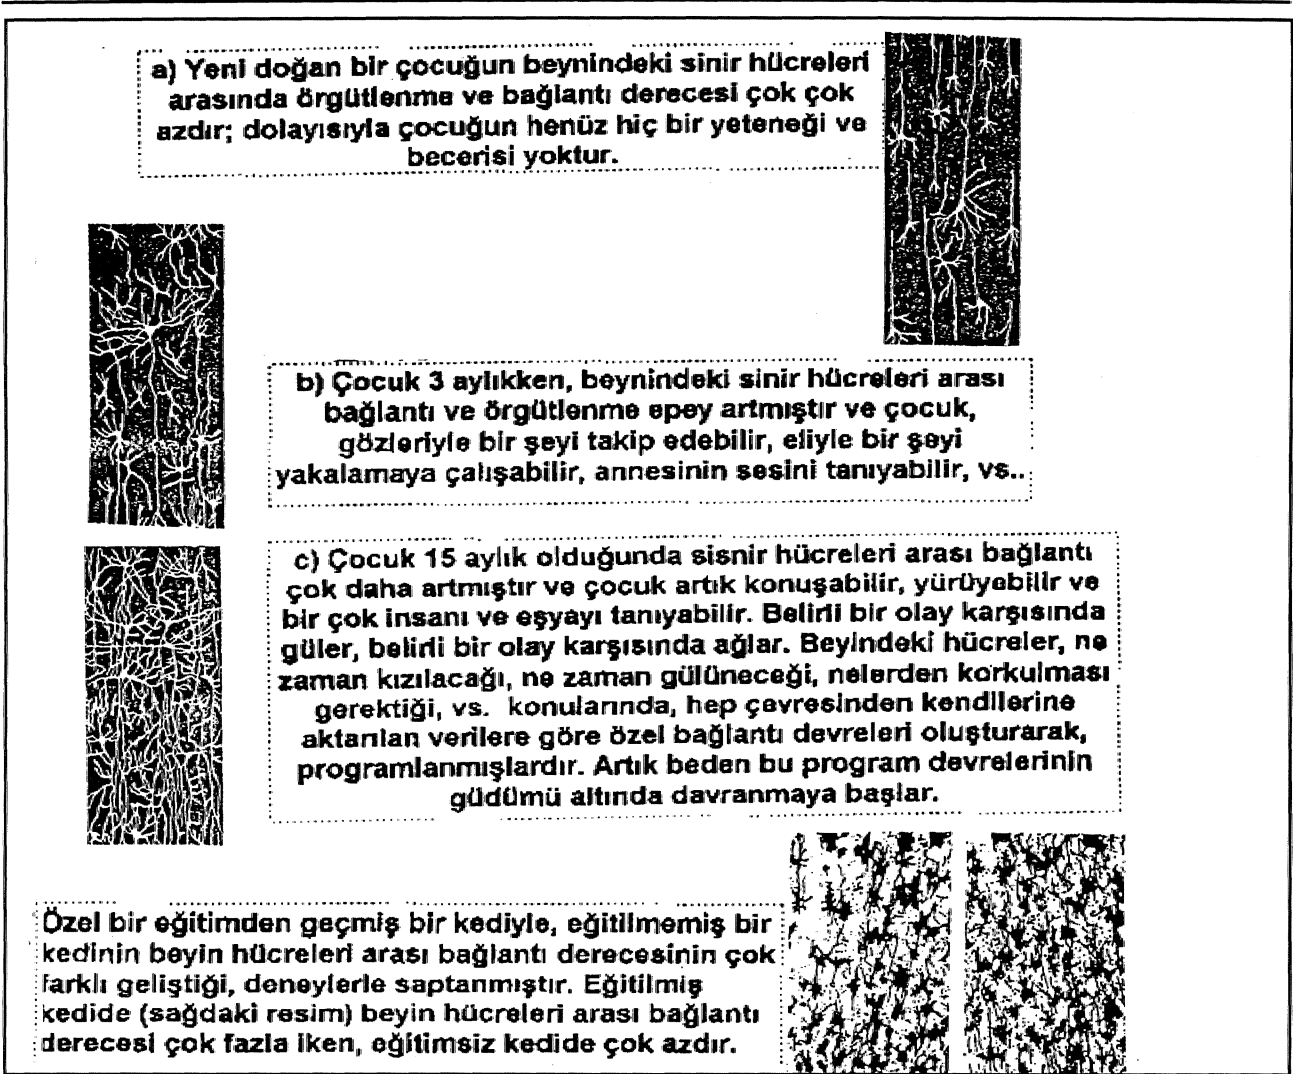 a) Yeni doğan bir çocuğun beynindeki sinir hücreleri
arasında örgütlenme ve bağlantı derecesi çok çok
azdır; dolayısıyla çocuğun henüz hiç bir yeteneği ve
becerisi yoktur.
b) Çocuk 3 aylıkken, beynindeki sinir hücreleri arası
bağlantı ve örgütlenme epey artmıştır ve çocuk,
gözleriyle bir şeyi takip edebilir, eliyle bir şeyi
yakalamaya çalışabilir, annesinin sesini tanıyabilir, vs..
c) Çocuk 15 aylık olduğunda sisnir hücreleri arası bağlantı
çok daha artmıştır ve çocuk artık konuşabilir, yürüyebilir ve
bir çok insanı ve eşyayı tanıyabilir. Belirli bir olay karşısında
güler, belirli bir olay karşısında ağlar. Beyindeki hücreler, ne
zaman kızılacağı, ne zaman gülüneceği, nelerden korkulması
gerektiği, vs. konularında, hep çevresinden kendilerine
aktarılan verilere göre özel bağlantı devreleri oluşturarak,
programlanmışlardır. Artık beden bu program devrelerinin
güdümü altında davranmaya başlar.
Özel bir eğitimden geçmiş bir kediyle, eğitilmemiş bir
kedinin beyin hücreleri arası bağlantı derecesinin çok
farklı geliştiği, deneylerle saptanmıştır. Eğitilmiş
kedide (sağdaki resim) beyin hücreleri arası bağlantı
derecesi çok fazla iken, eğitimsiz kedide çok azdır.